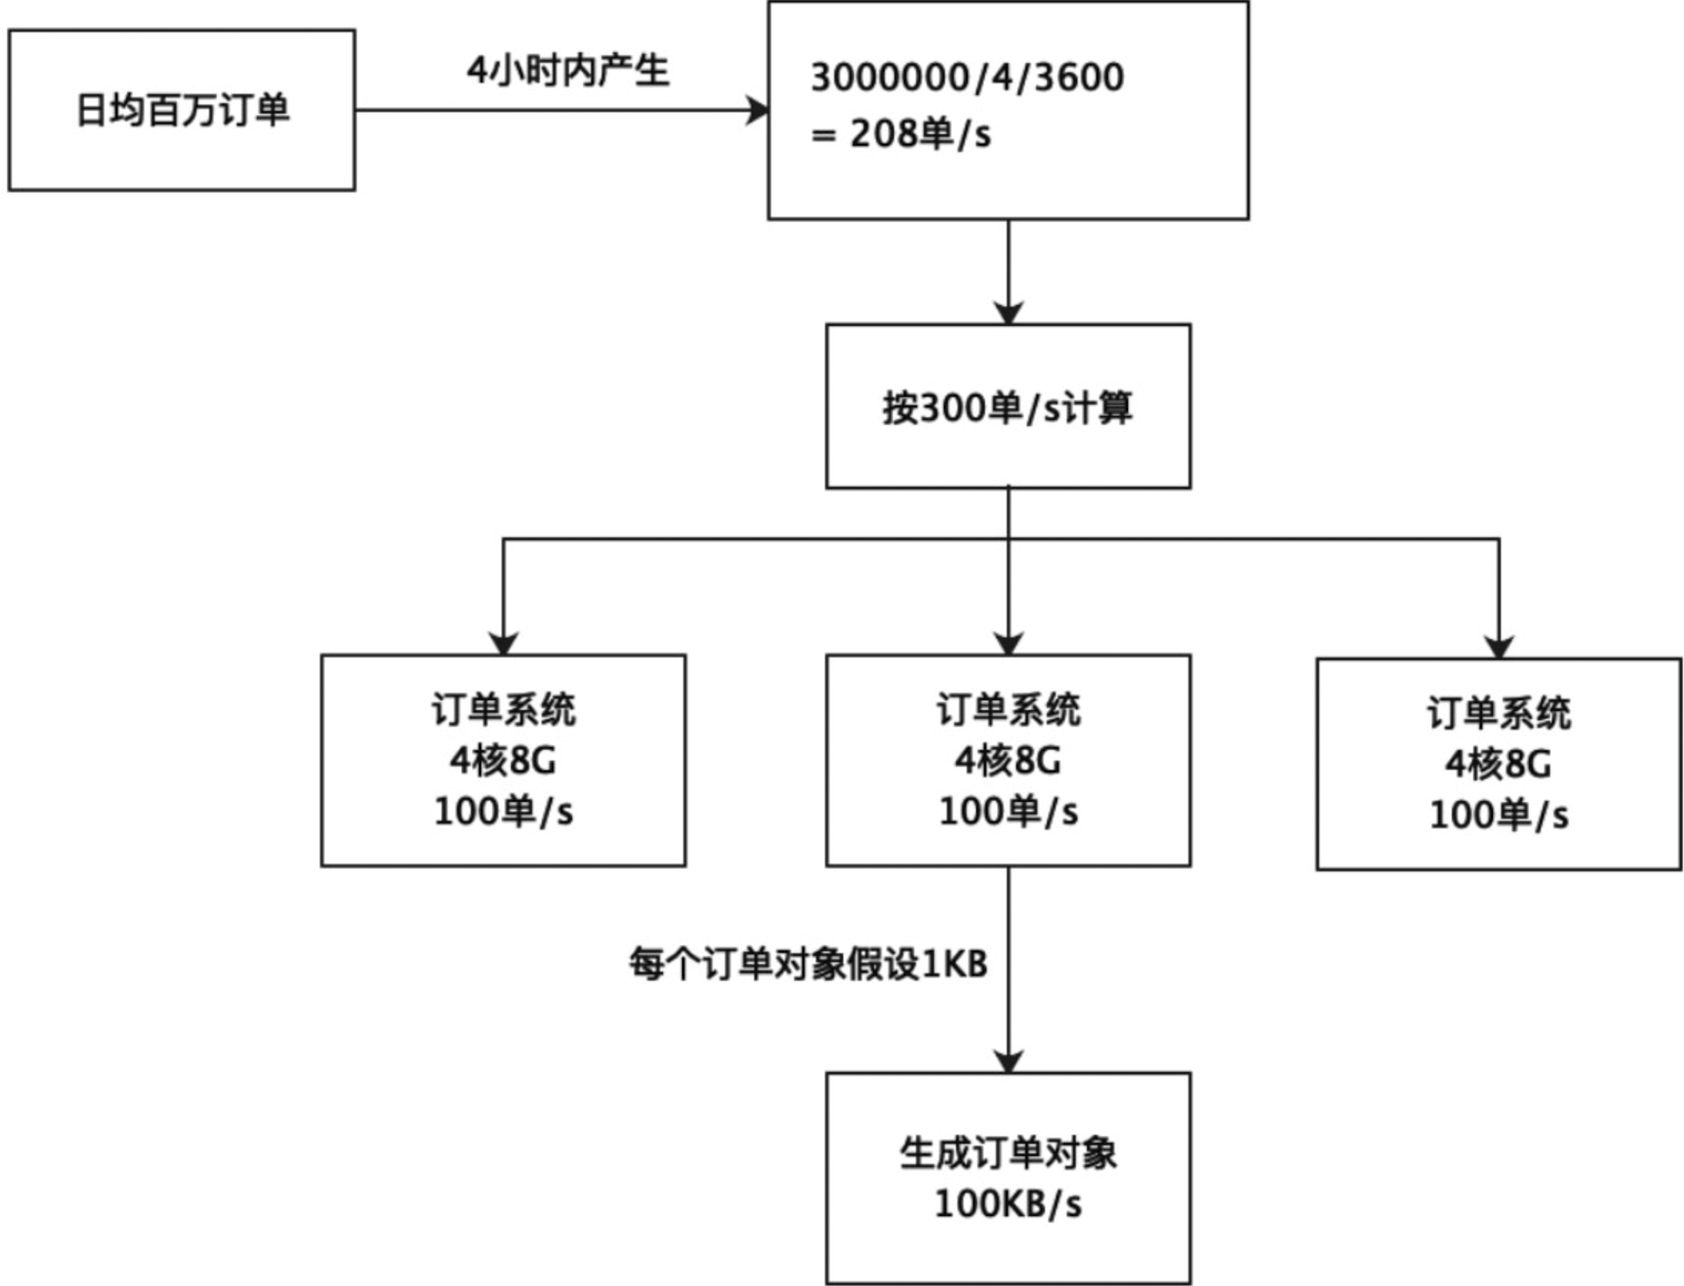 日均百万订单
4小时内产生
3000000/4/3600
= 208单/s
按300单/s计算
订单系统
4核8G
100单/s
订单系统
4核8G
100单/s
订单系统
4核8G
100单/s
每个订单对象假设1KB
生成订单对象
100KB/s